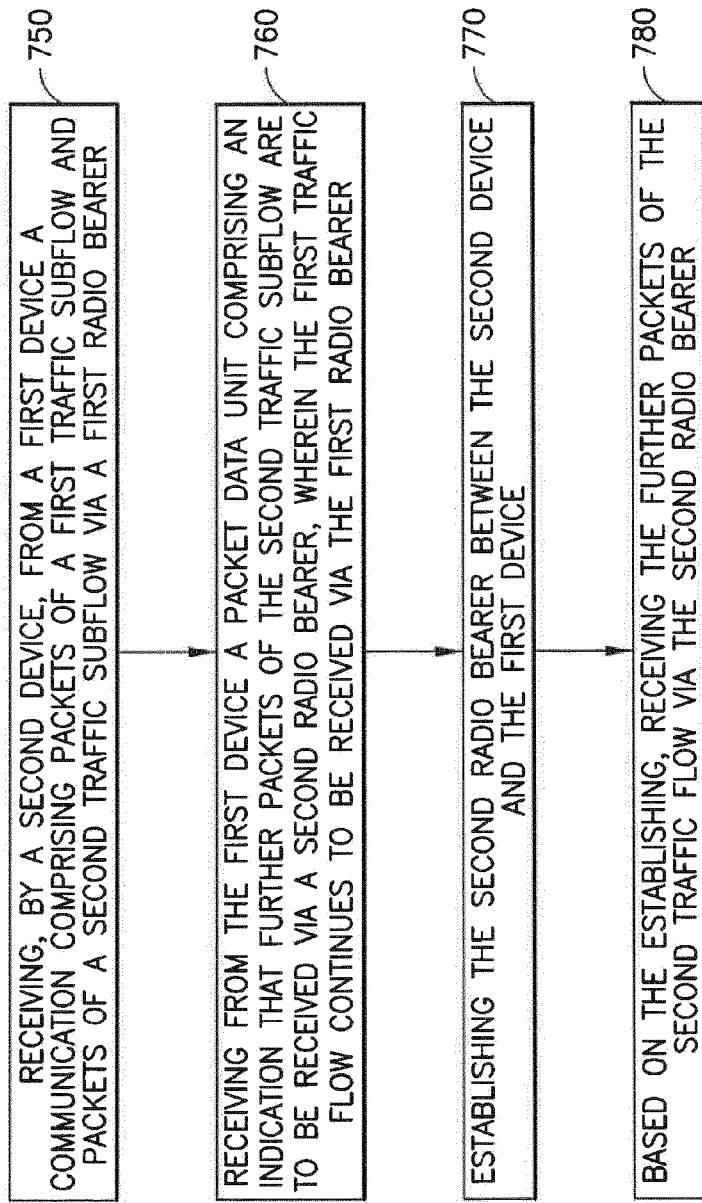 RECEIVING, BY A SECOND DEVICE, FROM A FIRST DEVICE A
COMMUNICATION COMPRISING PACKETS OF A FIRST TRAFFIC SUBFLOW AND
PACKETS OF A SECOND TRAFFIC SUBFLOW VIA A FIRST RADIO BEARER
750
RECEIVING FROM THE FIRST DEVICE A PACKET DATA UNIT COMPRISING AN
INDICATION THAT FURTHER PACKETS OF THE SECOND TRAFFIC SUBFLOW ARE
TO BE RECEIVED VIA A SECOND RADIO BEARER, WHEREIN THE FIRST TRAFFIC
FLOW CONTINUES TO BE RECEIVED VIA THE FIRST RADIO BEARER
760
ESTABLISHING THE SECOND RADIO BEARER BETWEEN THE SECOND DEVICE
AND THE FIRST DEVICE
770
BASED ON THE ESTABLISHING, RECEIVING THE FURTHER PACKETS OF THE
SECOND TRAFFIC FLOW VIA THE SECOND RADIO BEARER
780